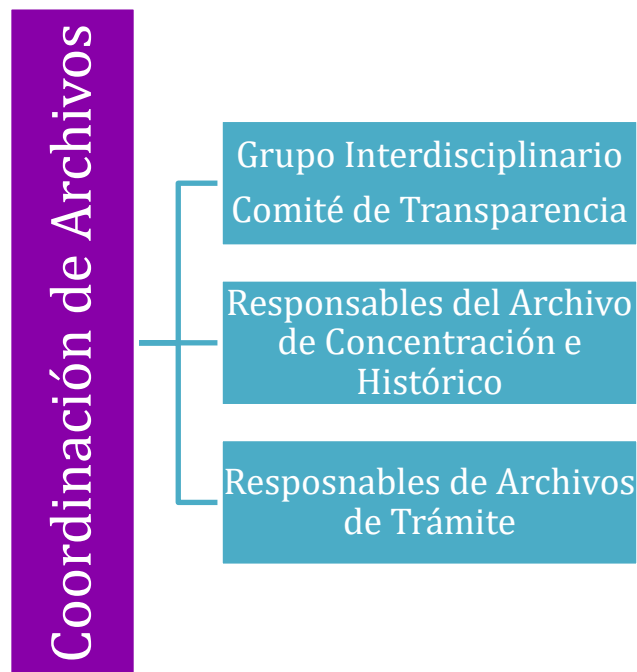 Coordinación de Archivos
Grupo Interdisciplinario
Comité de Transparencia
Responsables del Archivo
de Concentración e
Histórico
Resposnables de Archivos
de Trámite